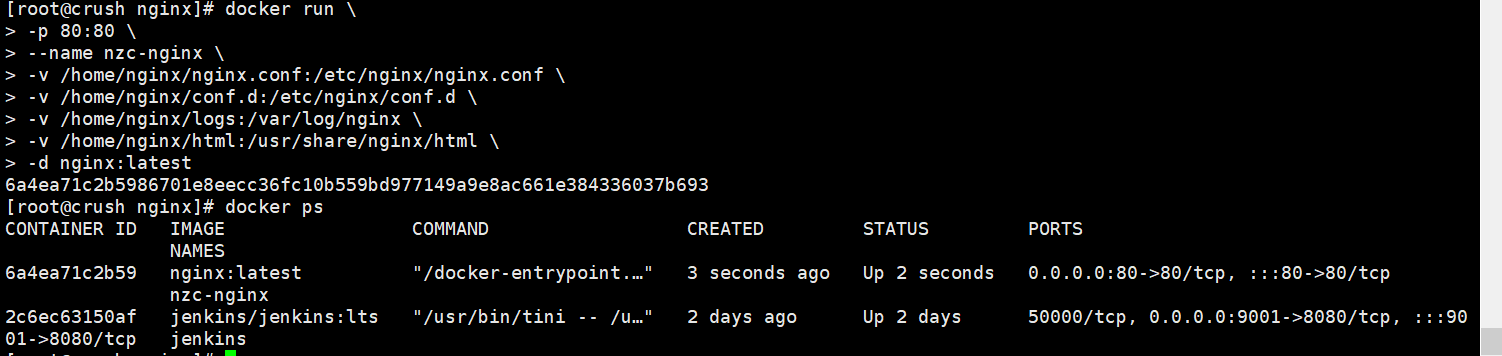 [root@crush nginx]# docker run \
> -p 80:80 \
> --name nzc-nginx \
> -v /home/nginx/nginx.conf:/etc/nginx/nginx.conf \
> -v /home/nginx/conf.d:/etc/nginx/conf.d \
> -v /home/nginx/logs:/var/log/nginx \
> -v /home/nginx/html:/usr/share/nginx/html \
> -d nginx:latest
6a4ea71c2b5986701e8eecc36fc10b559bd977149a9e8ac661e384336037b693
[root@crush nginx]# docker ps
CONTAINER ID   IMAGE                 COMMAND                  CREATED         STATUS         PORTS
               NAMES
6a4ea71c2b59   nginx:latest          "/docker-entrypoint.…"   3 seconds ago   Up 2 seconds   0.0.0.0:80->80/tcp, :::80->80/tcp
               nzc-nginx
2c6ec63150af   jenkins/jenkins:lts   "/usr/bin/tini -- /u…"   2 days ago      Up 2 days      50000/tcp, 0.0.0.0:9001->8080/tcp, :::90
01->8080/tcp   jenkins